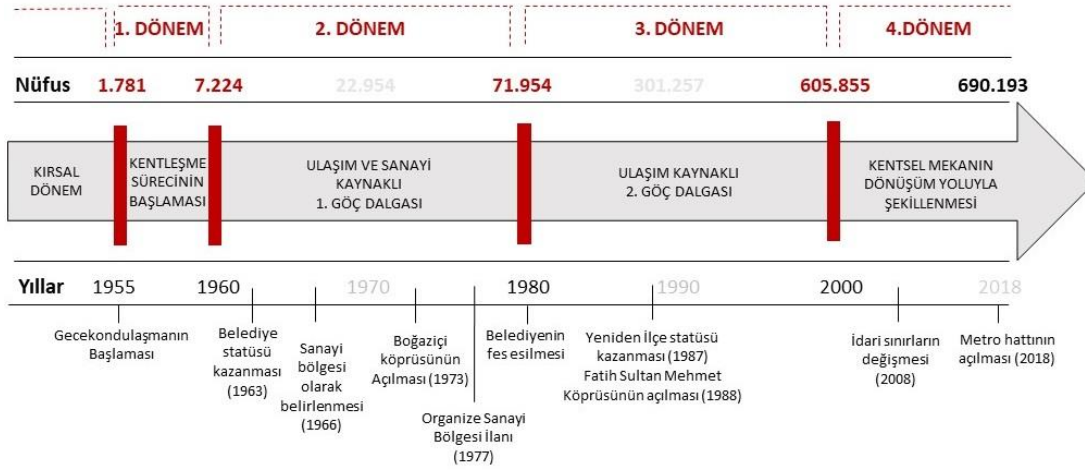 1. DÖNEM 2. DÖNEM 3. DÖNEM 4.DÖNEM
Nüfus 1.781 7.224 22.954 71.954 301.257 605.855 690.193
KIRSAL
DÖNEM
KENTLEŞME
SÜRECİNİN
BAŞLAMASI
ULAŞIM VE SANAYİ
KAYNAKLI
1. GÖÇ DALGASI
ULAŞIM KAYNAKLI
2. GÖÇ DALGASI
KENTSEL MEKANIN
DÖNÜŞÜM YOLUYLA
ŞEKİLLENMESİ
Yıllar 1955 1960 1970 1980 1990 2000 2018
Gecekondulaşmanın
Başlaması
Belediye
statüsü
kazanması
(1963)
Sanayi
bölgesi
olarak
belirlenmesi
(1966)
Boğaziçi
köprüsünün
Açılması (1973)
Organize Sanayi
Bölgesi İlanı
(1977)
Belediyenin
fes esilmesi
Yeniden İlçe statüsü
kazanması (1987)
Fatih Sultan Mehmet
Köprüsünün açılması (1988)
İdari sınırların
değişmesi
(2008)
Metro hattının
açılması (2018)